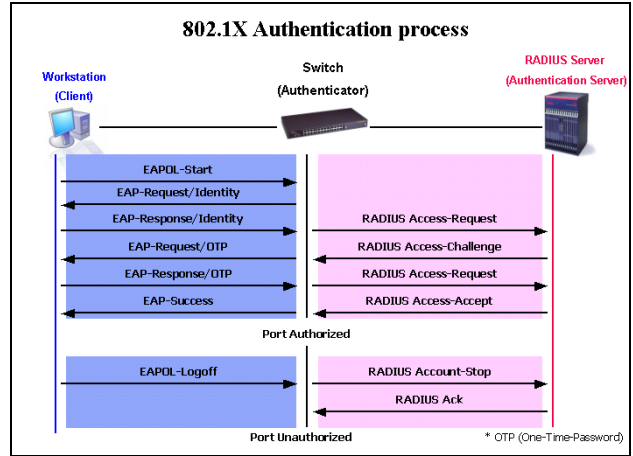 802.1X Authentication process
Workstation
(Client)
Switch
(Authenticator)
RADIUS Server
(Authentication Server)
EAPOL-Start
EAP-Request/Identity
EAP-Response/Identity
RADIUS Access-Request
EAP-Request/OTP
RADIUS Access-Challenge
EAP-Response/OTP
RADIUS Access-Request
EAP-Success
RADIUS Access-Accept
Port Authorized
EAPOL-Logoff
RADIUS Account-Stop
RADIUS Ack
Port Unauthorized
* OTP (One-Time-Password)